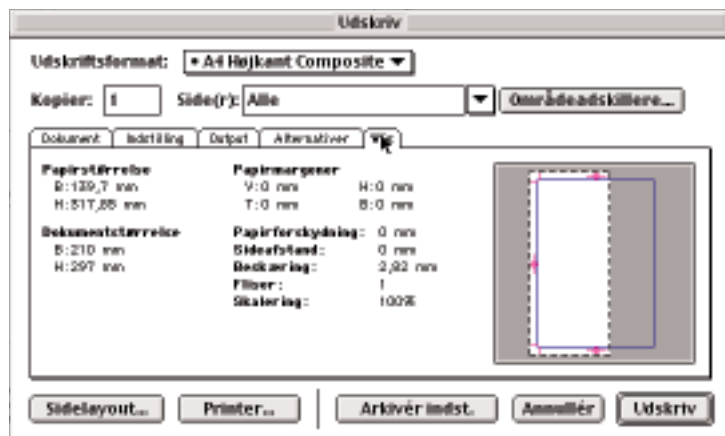 Udskriv
Udskriftsformat: • A4 Højkant Composite
Kopier: 1 Side(r): Alle Områdeadskillere...
Dokument Indstilling Output Alternativer
Papirstørrelse
B:139,7 mm
H:317,88 mm
Dokumentstørrelse
B:210 mm
H:297 mm
Papirmargener
V:0 mm H:0 mm
T:0 mm B:0 mm
Papirforskydning: 0 mm
Sideafstand: 0 mm
Beskæring: 2,82 mm
Fliser: 1
Skalering: 100%
Sidelayout... Printer... Arkivér indst. Annullér Udskriv